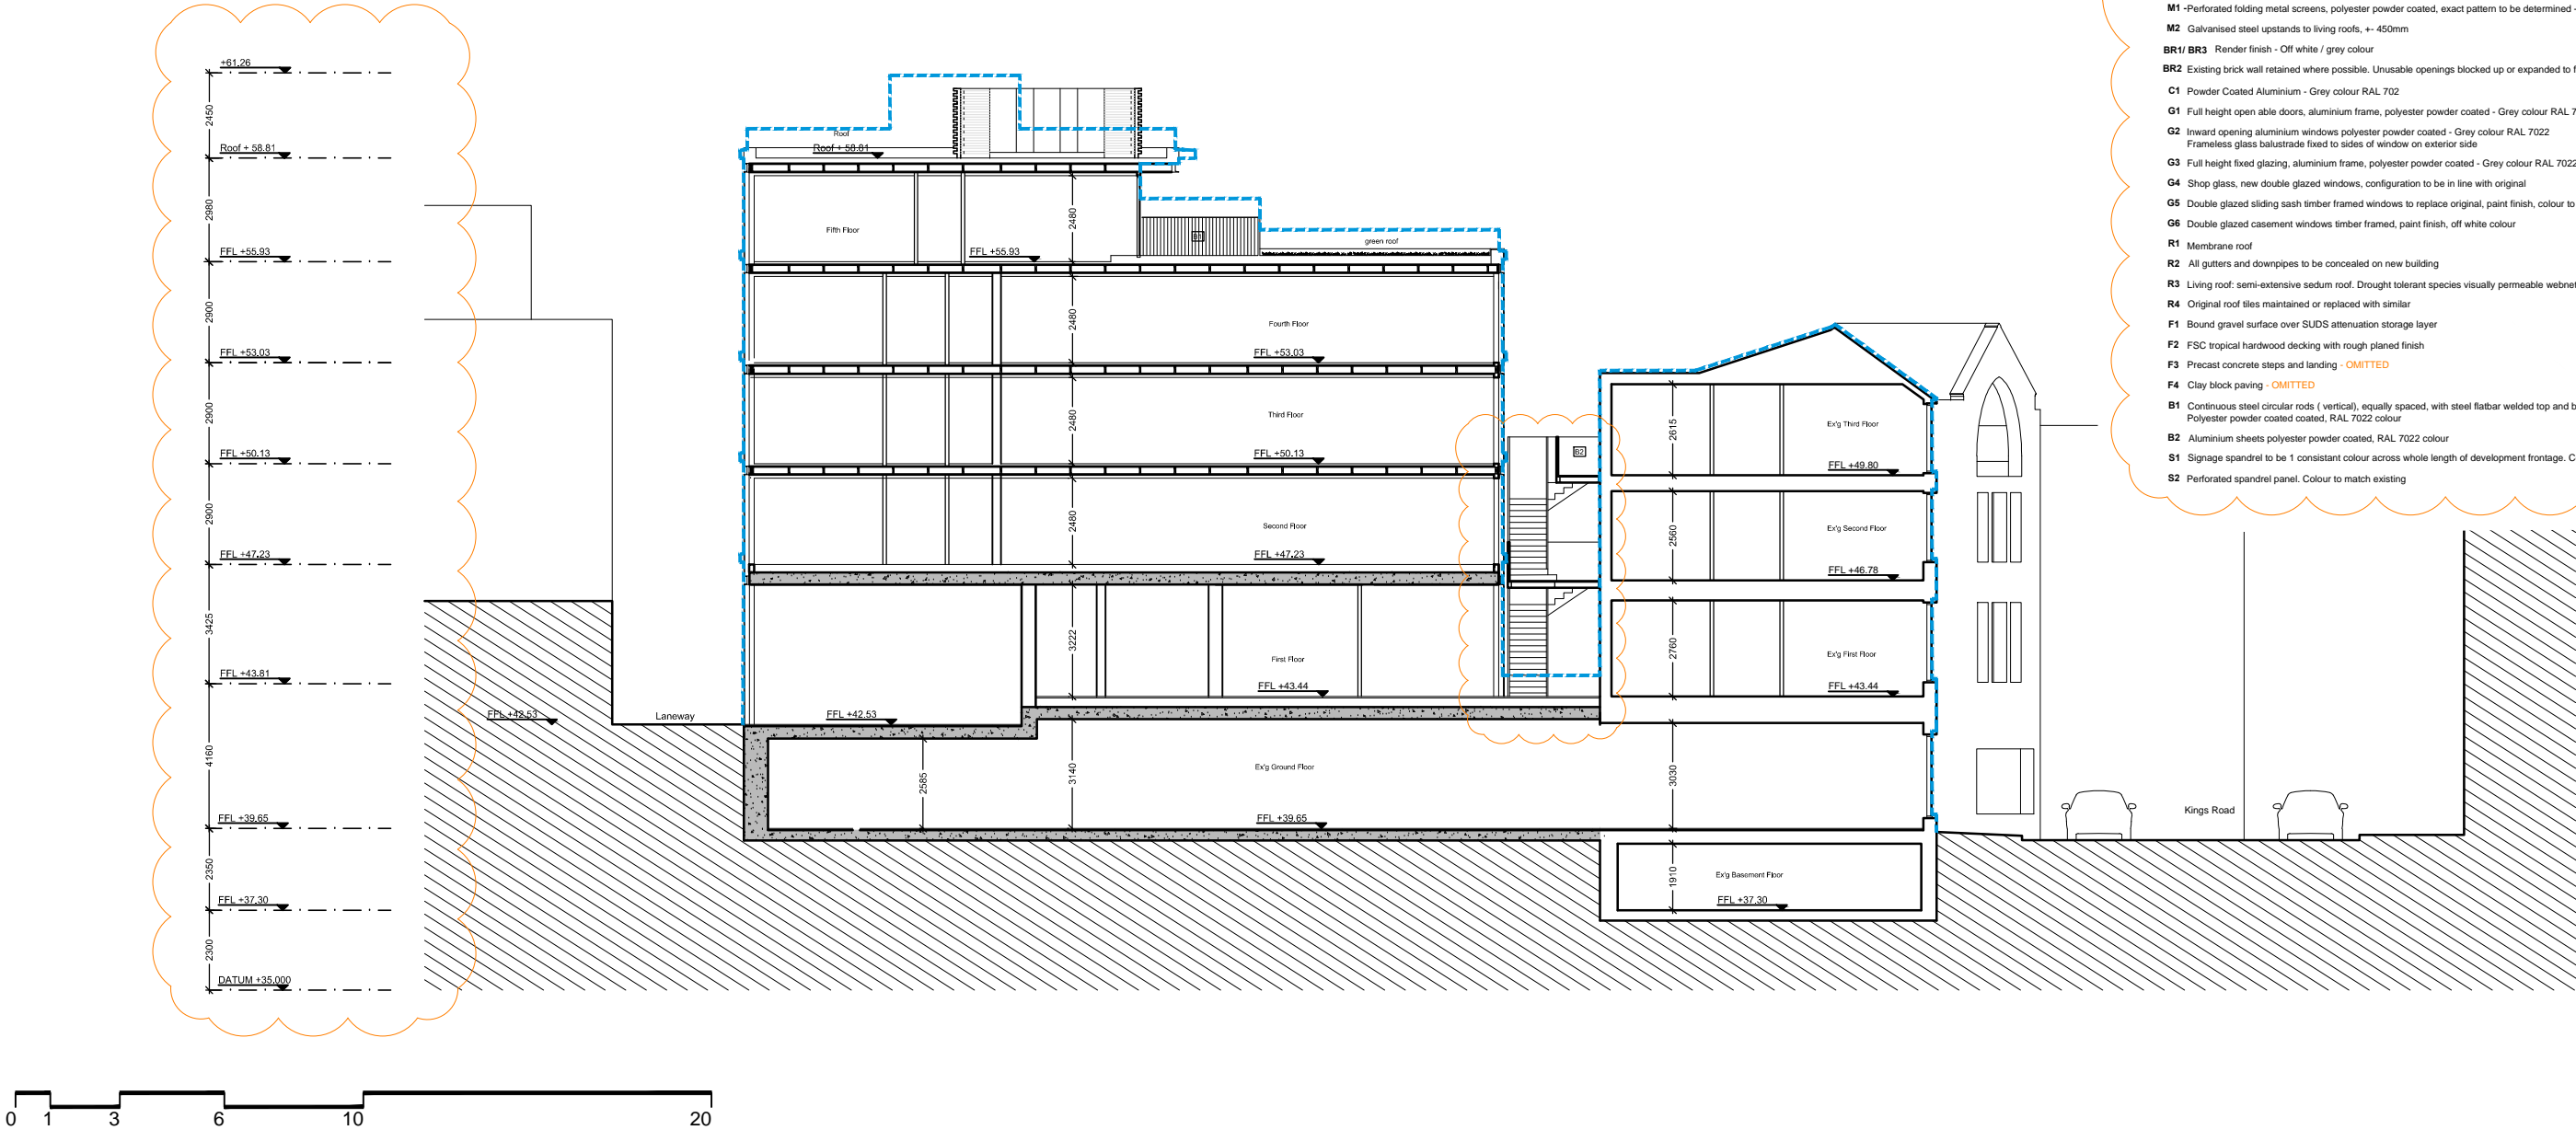 M1 -Perforated folding metal screens, polyester powder coated, exact pattern to be determined -
M2 Galvanised steel upstands to living roofs, +- 450mm
BR1/ BR3 Render finish - Off white / grey colour
BR2 Existing brick wall retained where possible. Unusable openings blocked up or expanded to f
C1 Powder Coated Aluminium - Grey colour RAL 702
G1 Full height open able doors, aluminium frame, polyester powder coated - Grey colour RAL 7
G2 Inward opening aluminium windows polyester powder coated - Grey colour RAL 7022
Frameless glass balustrade fixed to sides of window on exterior side
G3 Full height fixed glazing, aluminium frame, polyester powder coated - Grey colour RAL 7022
G4 Shop glass, new double glazed windows, configuration to be in line with original
G5 Double glazed sliding sash timber framed windows to replace original, paint finish, colour to
G6 Double glazed casement windows timber framed, paint finish, off white colour
R1 Membrane roof
R2 All gutters and downpipes to be concealed on new building
R3 Living roof: semi-extensive sedum roof. Drought tolerant species visually permeable webnet
R4 Original roof tiles maintained or replaced with similar
F1 Bound gravel surface over SUDS attenuation storage layer
F2 FSC tropical hardwood decking with rough planed finish
F3 Precast concrete steps and landing - OMITTED
F4 Clay block paving - OMITTED
B1 Continuous steel circular rods ( vertical), equally spaced, with steel flatbar welded top and b
Polyester powder coated coated, RAL 7022 colour
B2 Aluminium sheets polyester powder coated, RAL 7022 colour
S1 Signage spandrel to be 1 consistant colour across whole length of development frontage. C
S2 Perforated spandrel panel. Colour to match existing
+61.26
2450
Roof + 58.81
2980
FFL +55.93
2900
FFL +53.03
2900
FFL +50.13
2900
FFL +47.23
3425
FFL +43.81
4160
FFL +39.65
2350
FFL +37.30
2300
DATUM +35.000
FFL +42.53
Laneway
Roof
Roof + 58.81
Fifth Floor
FFL +55.93
2480
B1
green roof
2480
Fourth Floor
FFL +53.03
2480
Third Floor
FFL +50.13
2480
Second Floor
FFL +47.23
3222
First Floor
FFL +43.44
FFL +42.53
2585
3140
Ex'g Ground Floor
FFL +39.65
B2
2615
Ex'g Third Floor
FFL +49.80
2560
Ex'g Second Floor
FFL +46.78
2760
Ex'g First Floor
FFL +43.44
3030
1910
Ex'g Basement Floor
FFL +37.30
Kings Road
0 1 3 6 10 20